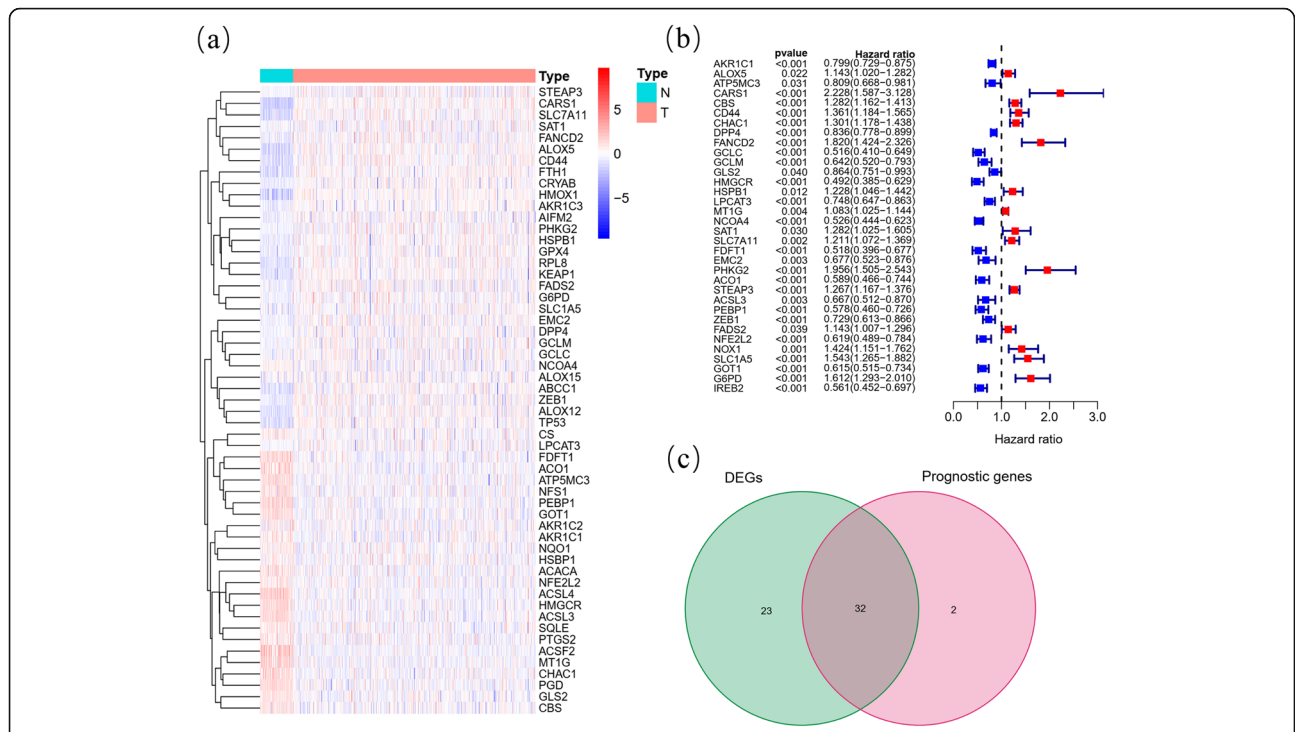 (a)
Type
5
0
−5
Type
N
T
STEAP3
CARS1
SLC7A11
SAT1
FANCD2
ALOX5
CD44
FTH1
CRYAB
HMOX1
AKR1C3
AIFM2
PHKG2
HSPB1
GPX4
RPL8
KEAP1
FADS2
G6PD
SLC1A5
EMC2
DPP4
GCLM
GCLC
NCOA4
ALOX15
ABCC1
ZEB1
ALOX12
TP53
CS
LPCAT3
FDFT1
ACO1
ATP5MC3
NFS1
PEBP1
GOT1
AKR1C2
AKR1C1
NQO1
HSBP1
ACACA
NFE2L2
ACSL4
HMGCR
ACSL3
SQLE
PTGS2
ACSF2
MT1G
CHAC1
PGD
GLS2
CBS
(b)
pvalue Hazard ratio
AKR1C1 <0.001 0.799(0.729−0.875)
ALOX5 0.022 1.143(1.020−1.282)
ATP5MC3 0.031 0.809(0.668−0.981)
CARS1 <0.001 2.228(1.587−3.128)
CBS <0.001 1.282(1.162−1.413)
CD44 <0.001 1.361(1.184−1.565)
CHAC1 <0.001 1.301(1.178−1.438)
DPP4 <0.001 0.836(0.778−0.899)
FANCD2 <0.001 1.820(1.424−2.326)
GCLC <0.001 0.516(0.410−0.649)
GCLM <0.001 0.642(0.520−0.793)
GLS2 0.040 0.864(0.751−0.993)
HMGCR <0.001 0.492(0.385−0.629)
HSPB1 0.012 1.228(1.046−1.442)
LPCAT3 <0.001 0.748(0.647−0.863)
MT1G 0.004 1.083(1.025−1.144)
NCOA4 <0.001 0.526(0.444−0.623)
SAT1 0.030 1.282(1.025−1.605)
SLC7A11 0.002 1.211(1.072−1.369)
FDFT1 <0.001 0.518(0.396−0.677)
EMC2 0.003 0.677(0.523−0.876)
PHKG2 <0.001 1.956(1.505−2.543)
ACO1 <0.001 0.589(0.466−0.744)
STEAP3 <0.001 1.267(1.167−1.376)
ACSL3 0.003 0.667(0.512−0.870)
PEBP1 <0.001 0.578(0.460−0.726)
ZEB1 <0.001 0.729(0.613−0.866)
FADS2 0.039 1.143(1.007−1.296)
NFE2L2 <0.001 0.619(0.489−0.784)
NOX1 <0.001 1.424(1.151−1.762)
SLC1A5 <0.001 1.543(1.265−1.882)
GOT1 <0.001 0.615(0.515−0.734)
G6PD <0.001 1.612(1.293−2.010)
IREB2 <0.001 0.561(0.452−0.697)
0.0 1.0 2.0 3.0
Hazard ratio
(c)
DEGs Prognostic genes
23 32 2